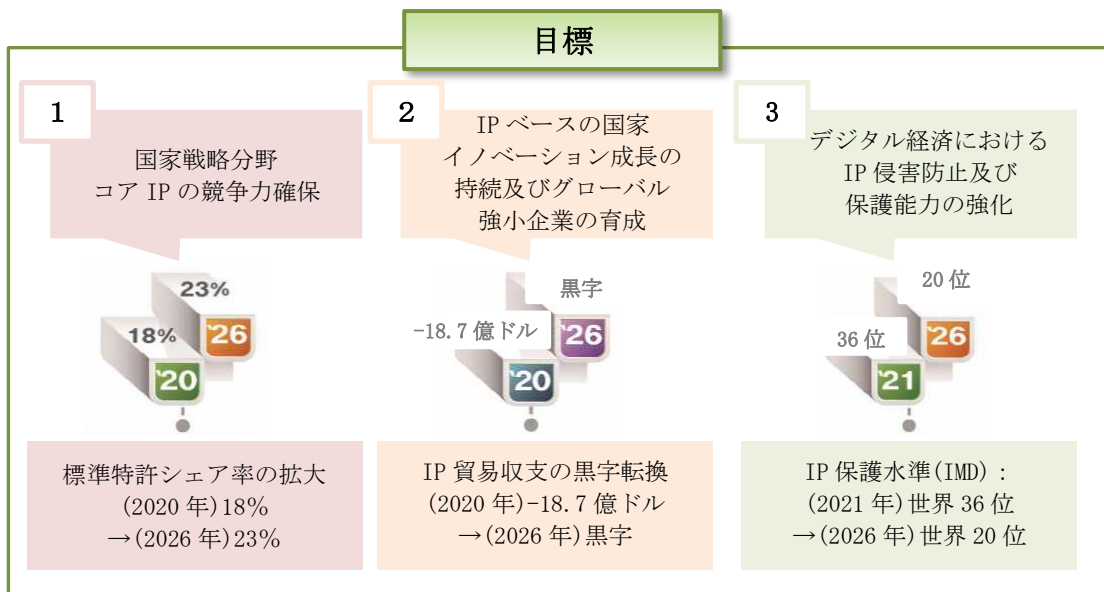 目標
1
国家戦略分野
コア IP の競争力確保
23%
18%
'26
'20
標準特許シェア率の拡大
(2020 年)18%
→(2026 年)23%
2
IP ベースの国家
イノベーション成長の
持続及びグローバル
強小企業の育成
黒字
-18.7 億ドル
'26
'20
IP 貿易収支の黒字転換
(2020 年)-18.7 億ドル
→(2026 年)黒字
3
デジタル経済における
IP 侵害防止及び
保護能力の強化
20 位
36 位
'26
'21
IP 保護水準(IMD) :
(2021 年)世界 36 位
→(2026 年)世界 20 位